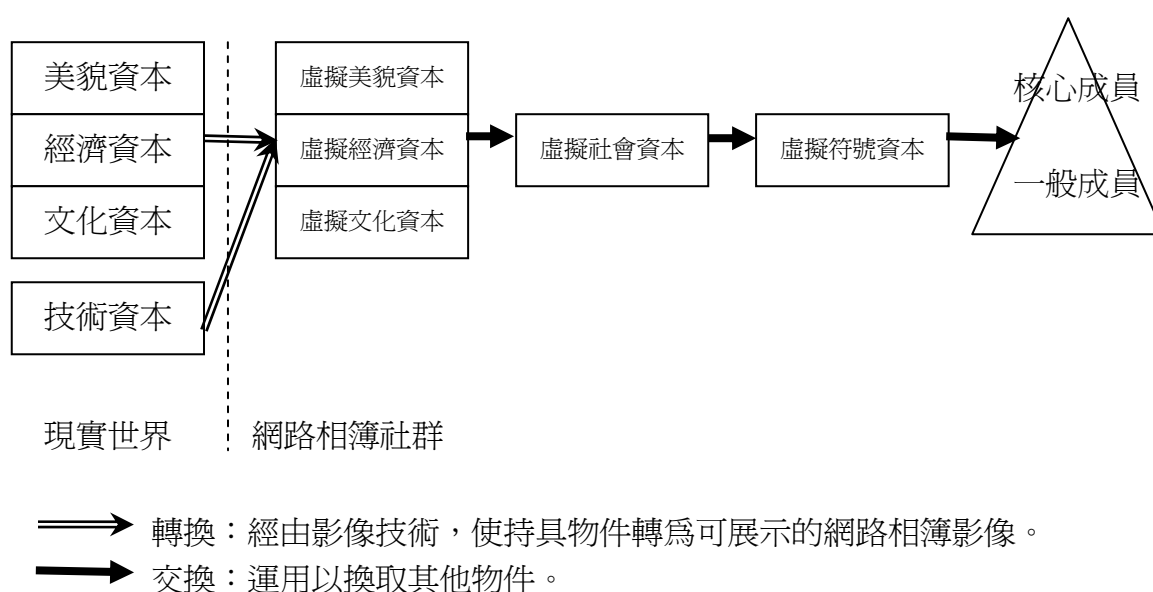 美貌資本
經濟資本
文化資本
技術資本
虛擬美貌資本
虛擬經濟資本
虛擬文化資本
虛擬社會資本
虛擬符號資本
核心成員
一般成員
現實世界
網路相簿社群
轉換：經由影像技術，使持具物件轉為可展示的網路相簿影像。
交換：運用以換取其他物件。